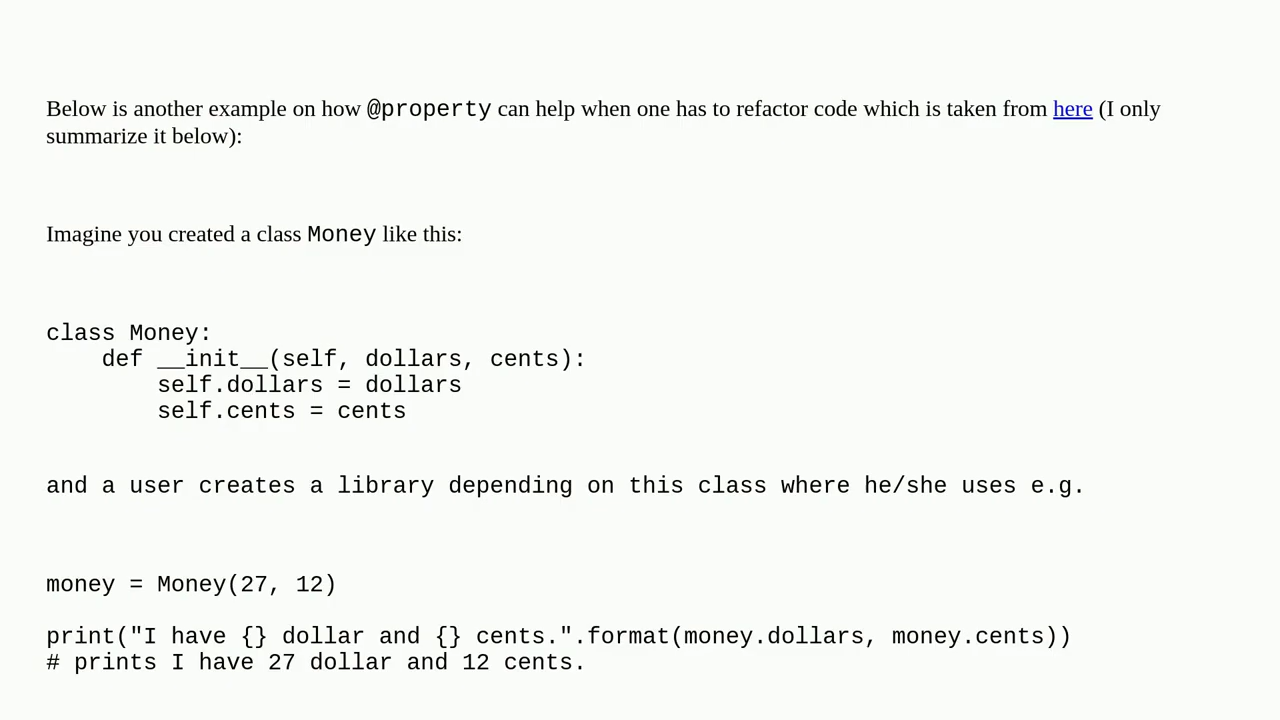 Below is another example on how @property can help when one has to refactor code which is taken from here (I only
summarize it below):
Imagine you created a class Money like this:
class Money:
    def __init__(self, dollars, cents):
        self.dollars = dollars
        self.cents = cents
and a user creates a library depending on this class where he/she uses e.g.
money = Money(27, 12)
print("I have {} dollar and {} cents.".format(money.dollars, money.cents))
# prints I have 27 dollar and 12 cents.